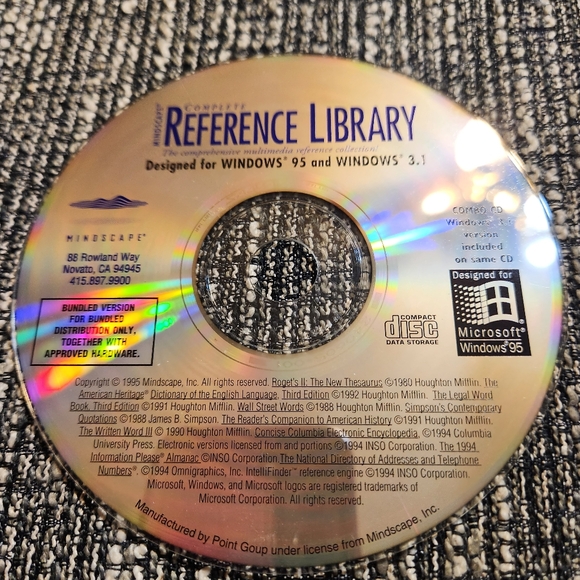 COMPLETE
MINDSCAPE®
REFERENCE LIBRARY
The comprehensive multimedia reference collection!
Designed for WINDOWS® 95 and WINDOWS® 3.1
MINDSCAPE®
88 Rowland Way
Novato, CA 94945
415.897.9900
BUNDLED VERSION
FOR BUNDLED
DISTRIBUTION ONLY,
TOGETHER WITH
APPROVED HARDWARE.
COMBO CD
Windows 3.1
version
included
on same CD
Designed for
Microsoft®
Windows®95
COMPACT
disc
DATA STORAGE
Copyright © 1995 Mindscape, Inc. All rights reserved. Roget's II: The New Thesaurus ©1980 Houghton Mifflin. The
American Heritage® Dictionary of the English Language, Third Edition ©1992 Houghton Mifflin. The Legal Word
Book, Third Edition ©1991 Houghton Mifflin. Wall Street Words ©1988 Houghton Mifflin. Simpson's Contemporary
Quotations ©1988 James B. Simpson. The Reader's Companion to American History ©1991 Houghton Mifflin.
The Written Word III © 1990 Houghton Mifflin. Concise Columbia Electronic Encyclopedia, ©1994 Columbia
University Press. Electronic versions licensed from and portions ©1994 INSO Corporation. The 1994
Information Please® Almanac ©INSO Corporation The National Directory of Addresses and Telephone
Numbers®. ©1994 Omnigraphics, Inc. IntelliFinder™ reference engine ©1994 INSO Corporation.
Microsoft, Windows, and Microsoft logos are registered trademarks of
Microsoft Corporation. All rights reserved.
Manufactured by Point Goup under license from Mindscape, Inc.